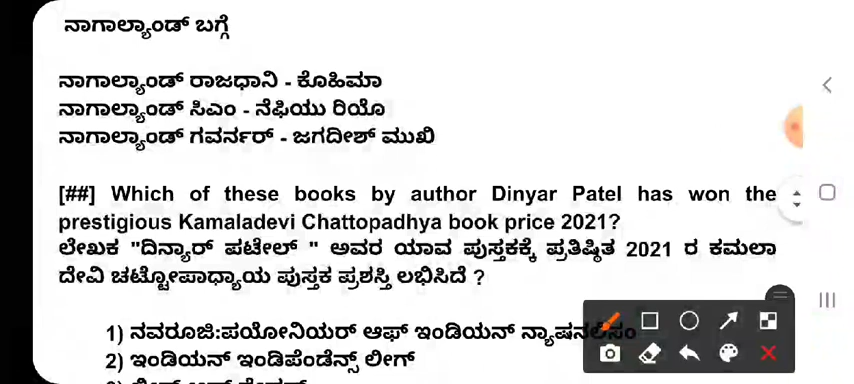 ನಾಗಾಲ್ಯಾಂಡ್ ಬಗ್ಗೆ
ನಾಗಾಲ್ಯಾಂಡ್ ರಾಜಧಾನಿ - ಕೊಹಿಮಾ
ನಾಗಾಲ್ಯಾಂಡ್ ಸಿಎಂ - ನೆಫಿಯು ರಿಯೊ
ನಾಗಾಲ್ಯಾಂಡ್ ಗವರ್ನರ್ - ಜಗದೀಶ್ ಮುಖಿ
[##] Which of these books by author Dinyar Patel has won the
prestigious Kamaladevi Chattopadhya book price 2021?
ಲೇಖಕ "ದಿನ್ಯಾರ್ ಪಟೇಲ್ " ಅವರ ಯಾವ ಪುಸ್ತಕಕ್ಕೆ ಪ್ರತಿಷ್ಠಿತ 2021 ರ ಕಮಲಾ
ದೇವಿ ಚಟ್ಟೋಪಾಧ್ಯಾಯ ಪುಸ್ತಕ ಪ್ರಶಸ್ತಿ ಲಭಿಸಿದೆ ?
1) ನವರೂಜಿ:ಪಯೋನಿಯರ್ ಆಫ್ ಇಂಡಿಯನ್ ನ್ಯಾಷನಲಿಸಂ
2) ಇಂಡಿಯನ್ ಇಂಡಿಪೆಂಡೆನ್ಸ್ ಲೀಗ್